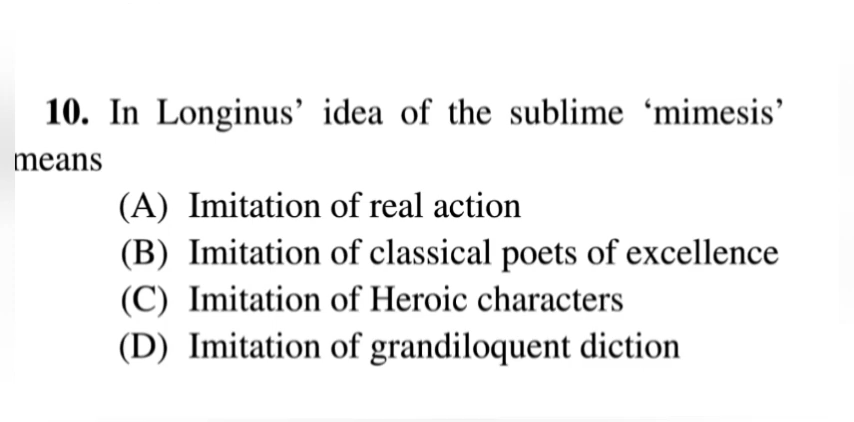 10. In Longinus’ idea of the sublime ‘mimesis’
means
(A) Imitation of real action
(B) Imitation of classical poets of excellence
(C) Imitation of Heroic characters
(D) Imitation of grandiloquent diction